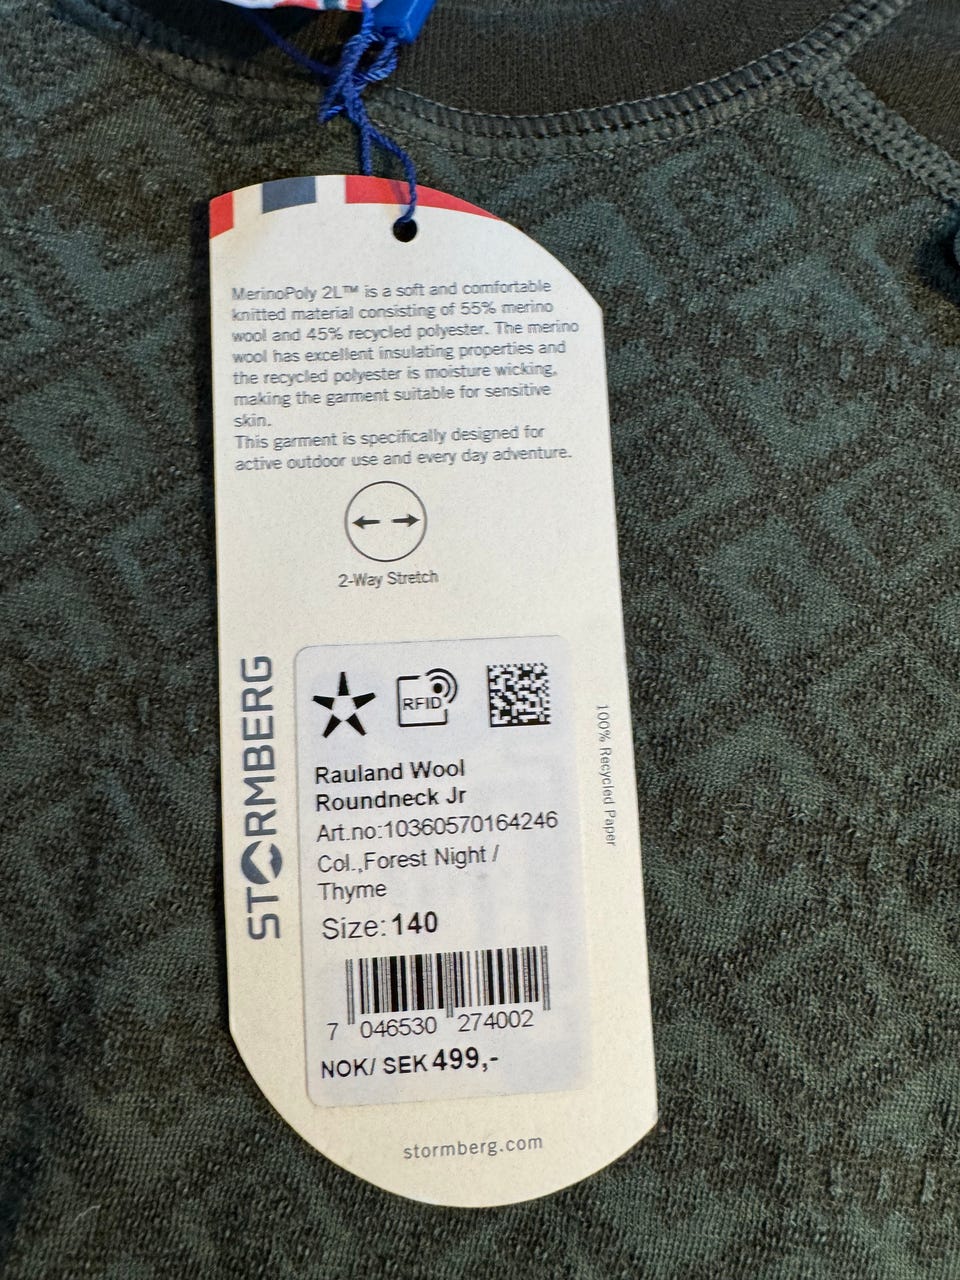 MerinoPoly 2L™ is a soft and comfortable
knitted material consisting of 55% merino
wool and 45% recycled polyester. The merino
wool has excellent insulating properties and
the recycled polyester is moisture wicking,
making the garment suitable for sensitive
skin.
This garment is specifically designed for
active outdoor use and every day adventure.
2-Way Stretch
STORMBERG
RFID
100% Recycled Paper
Rauland Wool
Roundneck Jr
Art.no:10360570164246
Col.,Forest Night /
Thyme
Size: 140
7 046530 274002
NOK/ SEK 499,-
stormberg.com